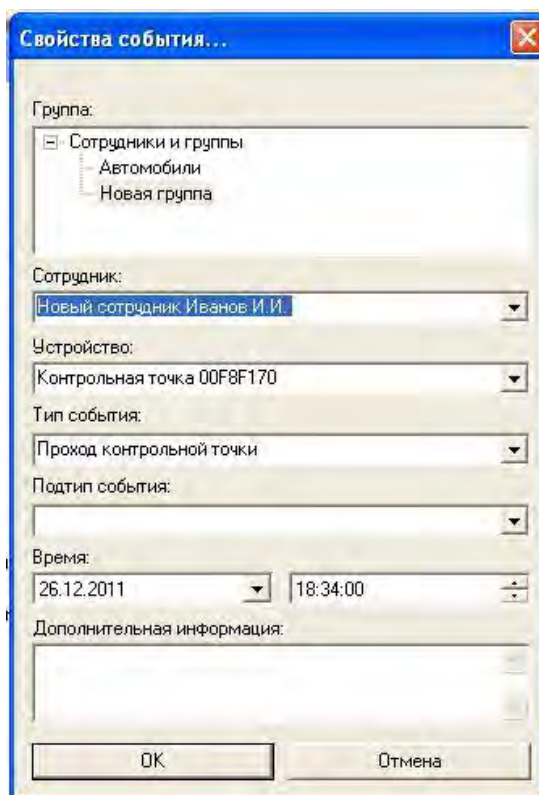 Свойства события...
Группа:
Сотрудники и группы
Автомобили
Новая группа
Сотрудник:
Новый сотрудник Иванов И.И.
Устройство:
Контрольная точка 00F8F170
Тип события:
Проход контрольной точки
Подтип события:
Время:
26.12.2011 18:34:00
Дополнительная информация:
OK Отмена